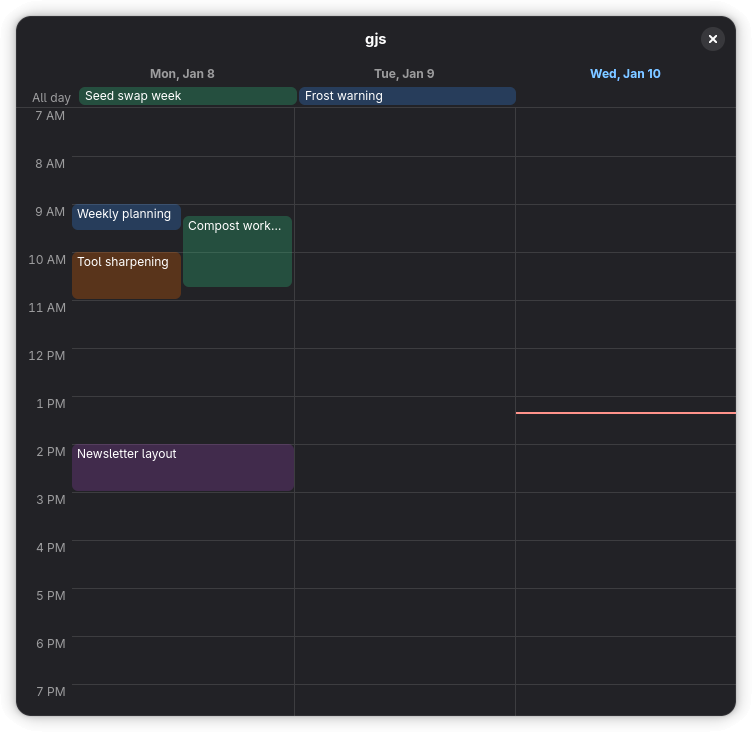 gjs
Mon, Jan 8
Tue, Jan 9
Wed, Jan 10
All day
Seed swap week
Frost warning
7 AM
8 AM
9 AM
Weekly planning
Compost work…
10 AM
Tool sharpening
11 AM
12 PM
1 PM
2 PM
Newsletter layout
3 PM
4 PM
5 PM
6 PM
7 PM